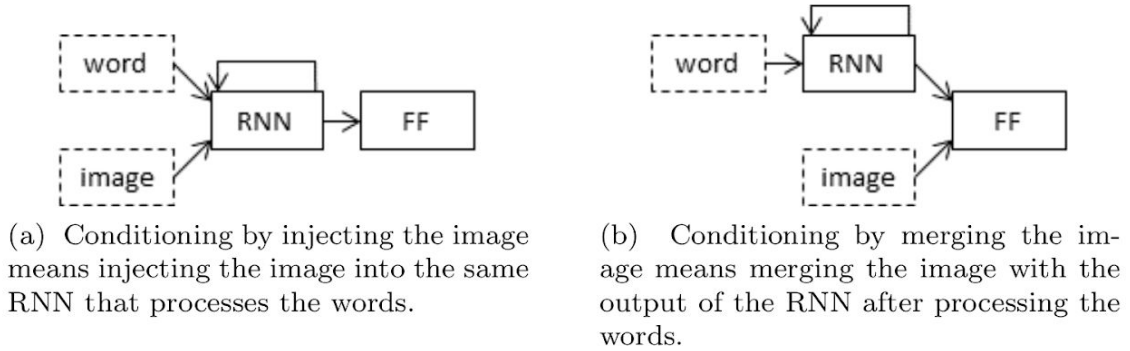 word
RNN
FF
image
(a) Conditioning by injecting the image
means injecting the image into the same
RNN that processes the words.
word
RNN
FF
image
(b) Conditioning by merging the im-
age means merging the image with the
output of the RNN after processing the
words.